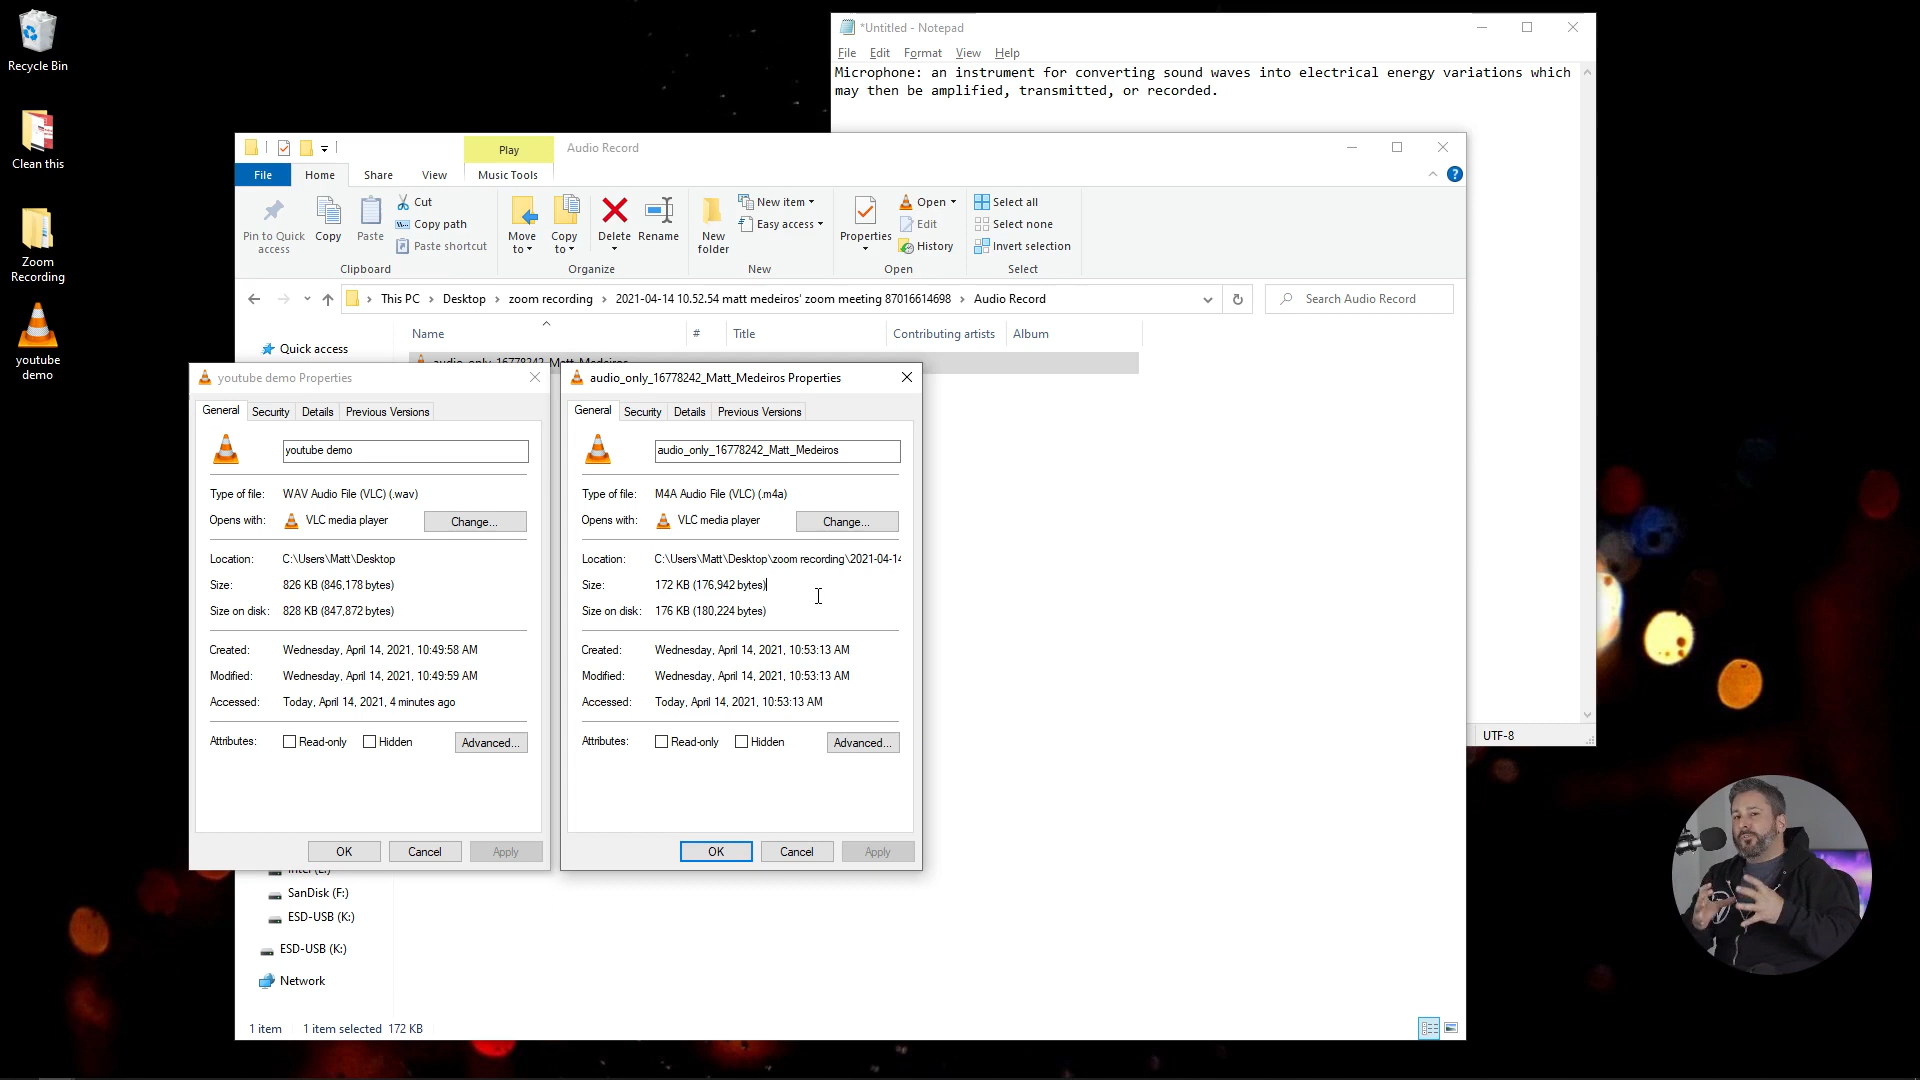 Recycle Bin
Clean this
Zoom
Recording
youtube
demo
*Untitled - Notepad
File Edit Format View Help
Microphone: an instrument for converting sound waves into electrical energy variations which
may then be amplified, transmitted, or recorded.
UTF-8
Play
Audio Record
File Home Share View Music Tools
Pin to Quick
access
Copy
Paste
Cut
Copy path
Paste shortcut
Clipboard
Move
to
Copy
to
Delete
Rename
Organize
New
folder
New item
Easy access
New
Properties
Open
Edit
History
Open
Select all
Select none
Invert selection
Select
This PC > Desktop > zoom recording > 2021-04-14 10.52.54 matt medeiros' zoom meeting 87016614698 > Audio Record
Search Audio Record
Name # Title Contributing artists Album
Quick access
audio_only_16778242_Matt_Medeiros
youtube demo Properties
General Security Details Previous Versions
youtube demo
Type of file: WAV Audio File (VLC) (.wav)
Opens with: VLC media player Change...
Location: C:\Users\Matt\Desktop
Size: 826 KB (846,178 bytes)
Size on disk: 828 KB (847,872 bytes)
Created: Wednesday, April 14, 2021, 10:49:58 AM
Modified: Wednesday, April 14, 2021, 10:49:59 AM
Accessed: Today, April 14, 2021, 4 minutes ago
Attributes: Read-only Hidden Advanced...
OK Cancel Apply
audio_only_16778242_Matt_Medeiros Properties
General Security Details Previous Versions
audio_only_16778242_Matt_Medeiros
Type of file: M4A Audio File (VLC) (.m4a)
Opens with: VLC media player Change...
Location: C:\Users\Matt\Desktop\zoom recording\2021-04-14
Size: 172 KB (176,942 bytes)
Size on disk: 176 KB (180,224 bytes)
Created: Wednesday, April 14, 2021, 10:53:13 AM
Modified: Wednesday, April 14, 2021, 10:53:13 AM
Accessed: Today, April 14, 2021, 10:53:13 AM
Attributes: Read-only Hidden Advanced...
OK Cancel Apply
SanDisk (F:)
ESD-USB (K:)
ESD-USB (K:)
Network
1 item 1 item selected 172 KB